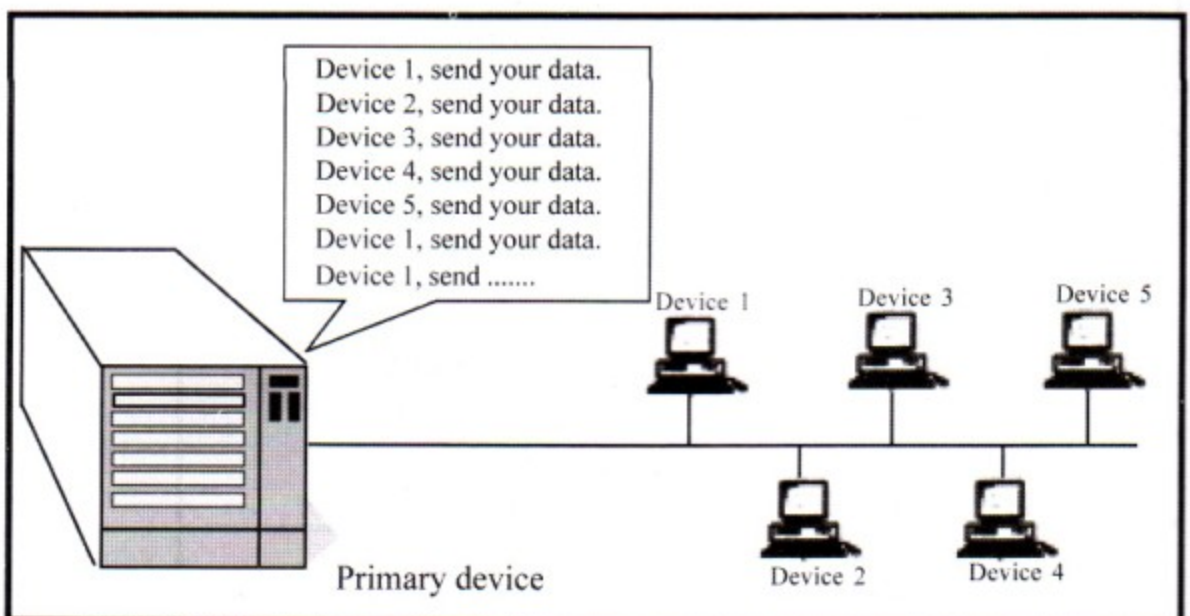 Device 1, send your data.
Device 2, send your data.
Device 3, send your data.
Device 4, send your data.
Device 5, send your data.
Device 1, send your data.
Device 1, send .......
Device 1
Device 3
Device 5
Device 2
Device 4
Primary device